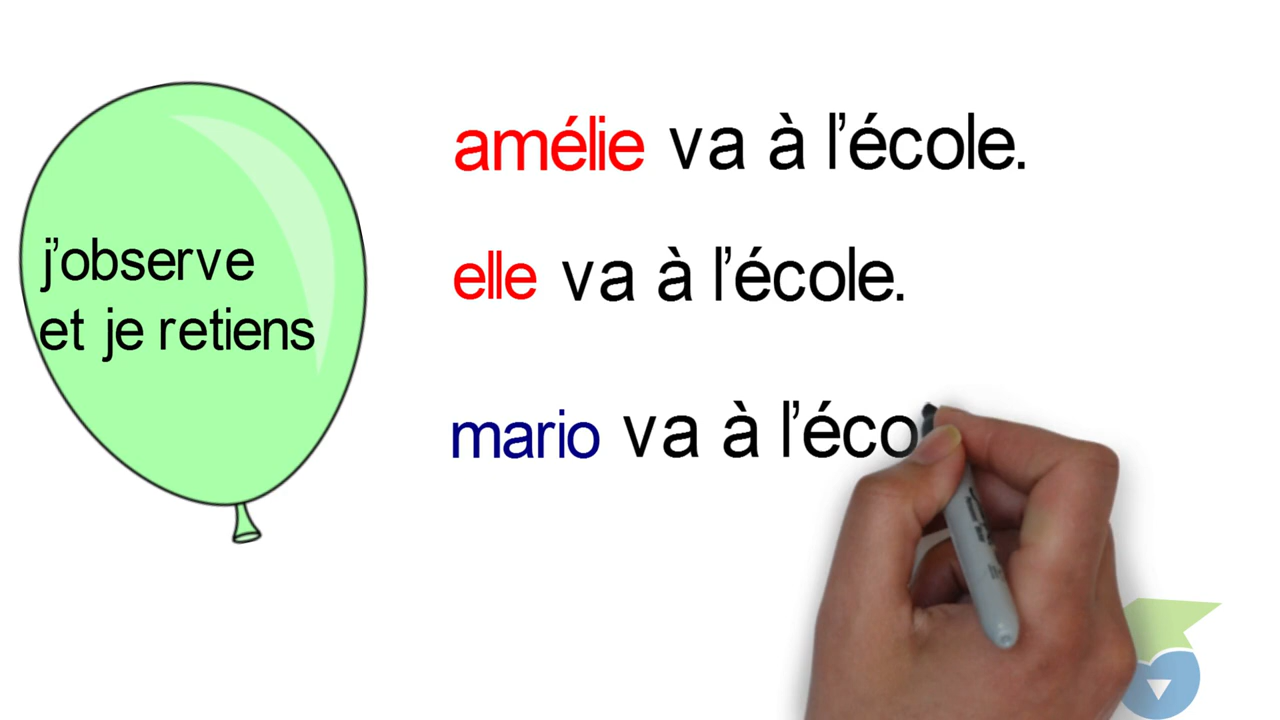 j'observe
et je retiens
amélie va à l'école.
elle va à l'école.
mario va à l'éco